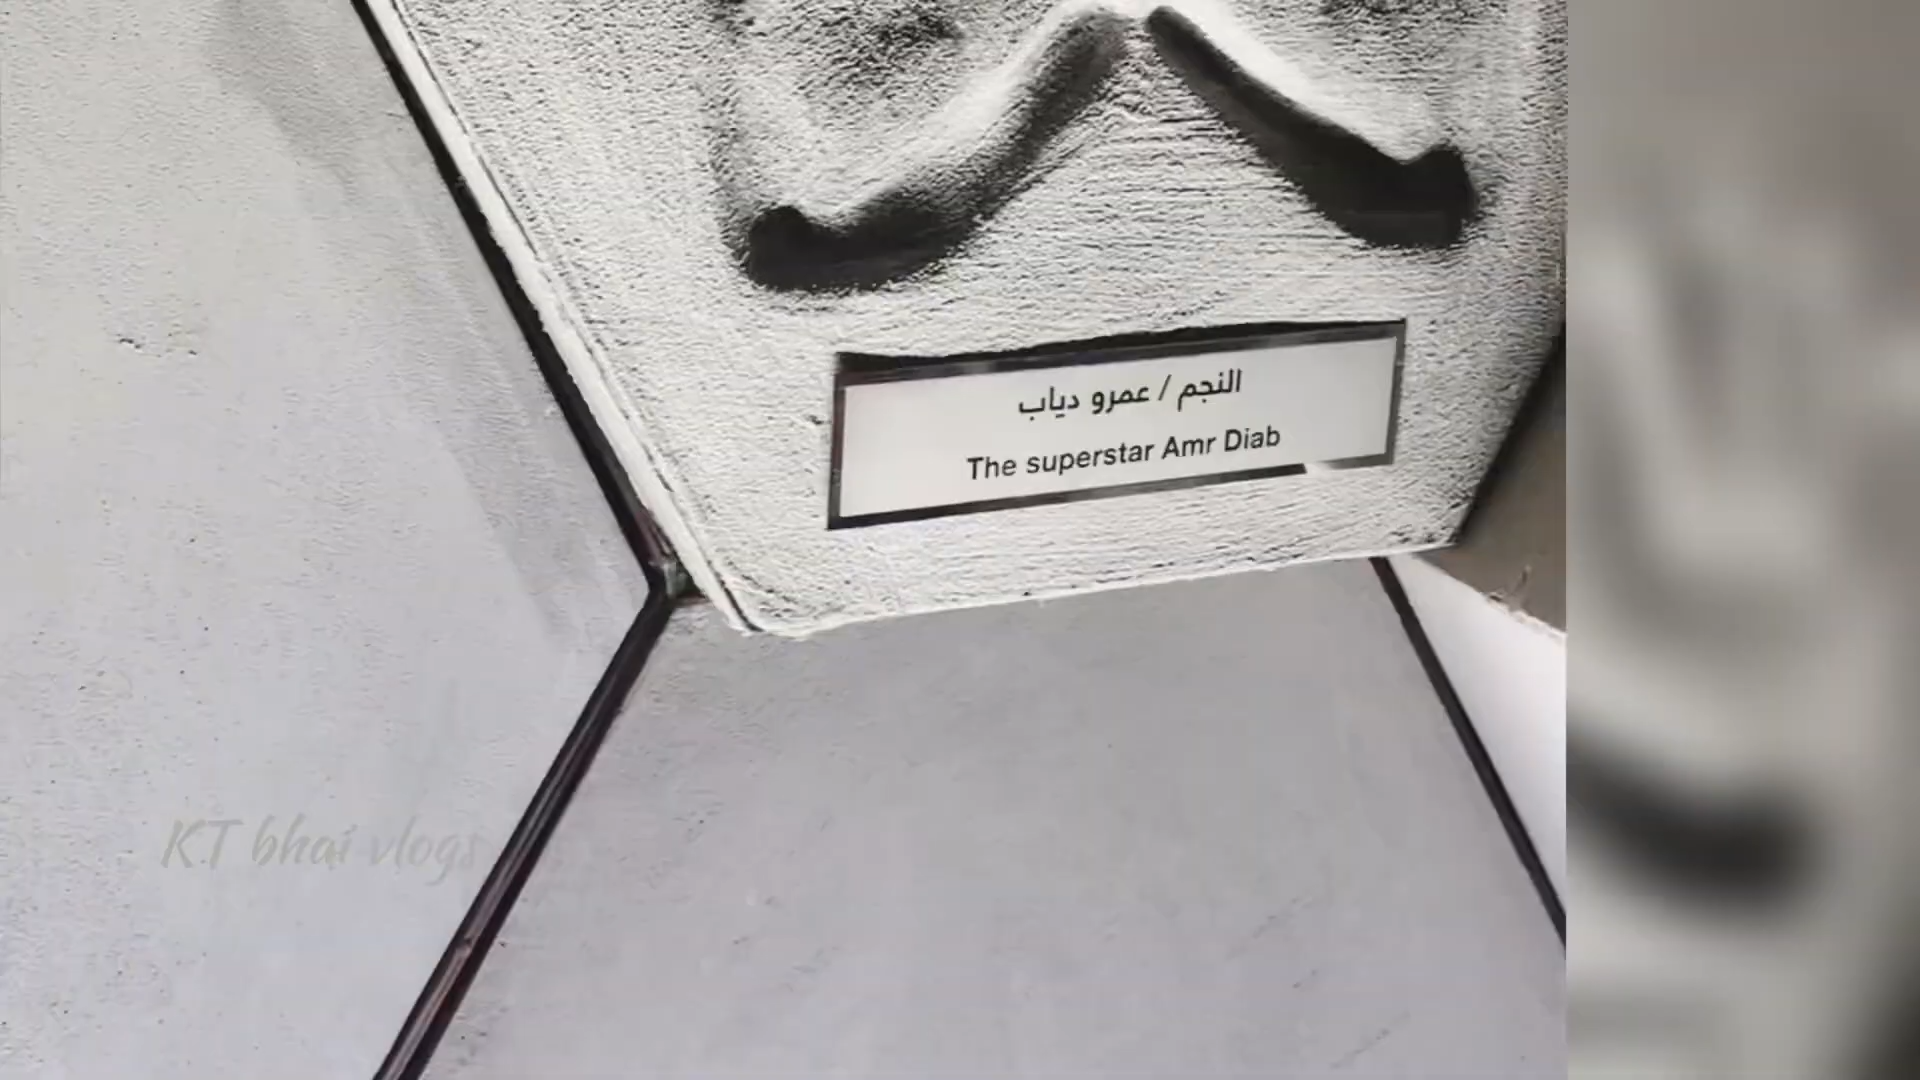 النجم / عمرو دياب
The superstar Amr Diab
KT bhai vlogs